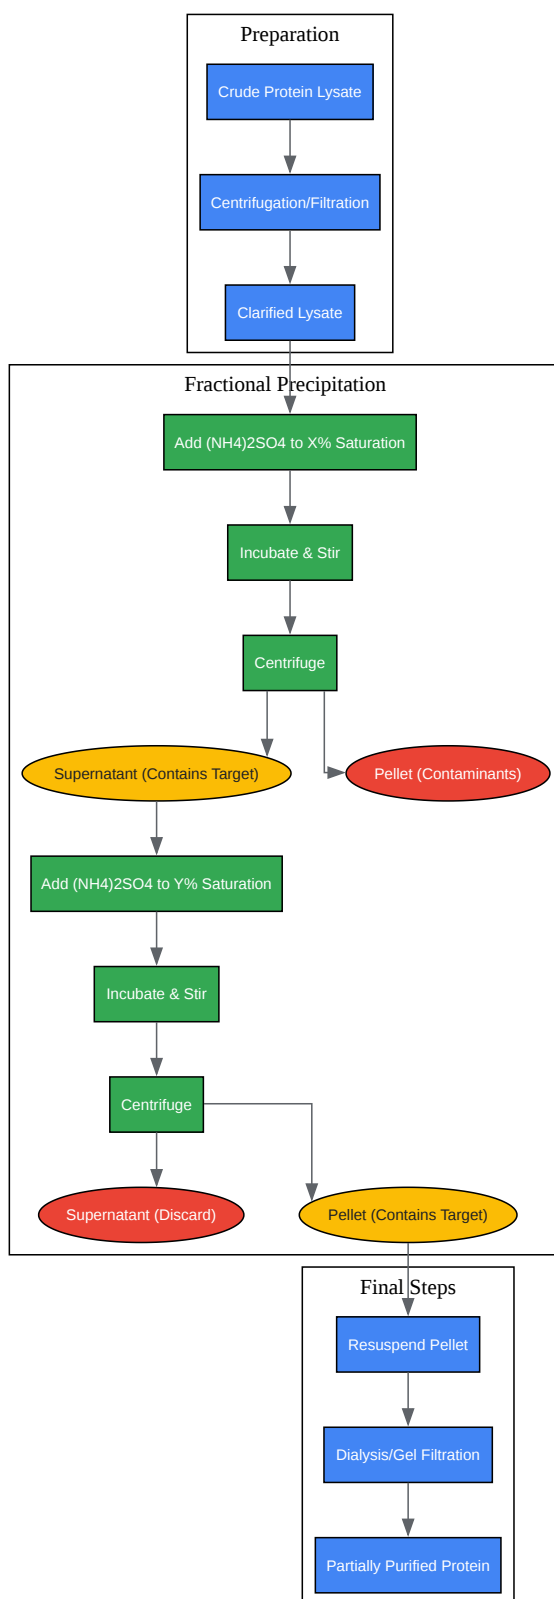 Preparation
Crude Protein Lysate
Centrifugation/Filtration
Clarified Lysate
Fractional Precipitation
Add (NH4)2SO4 to X% Saturation
Incubate & Stir
Centrifuge
Supernatant (Contains Target)
Pellet (Contaminants)
Add (NH4)2SO4 to Y% Saturation
Incubate & Stir
Centrifuge
Supernatant (Discard)
Pellet (Contains Target)
Final Steps
Resuspend Pellet
Dialysis/Gel Filtration
Partially Purified Protein